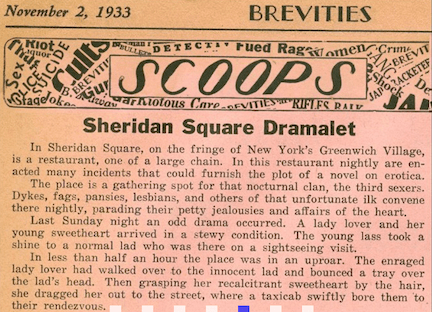 November 2, 1933
BREVITIES
SCOOPS
Sheridan Square Dramalet
In Sheridan Square, on the fringe of New York's Greenwich Village,
is a restaurant, one of a large chain. In this restaurant nightly are en-
acted many incidents that could furnish the plot of a novel on erotica.
The place is a gathering spot for that nocturnal clan, the third sexers.
Dykes, fags, pansies, lesbians, and others of that unfortunate ilk convene
there nightly, parading their petty jealousies and affairs of the heart.
Last Sunday night an odd drama occurred. A lady lover and her
young sweetheart arrived in a stewy condition. The young lass took a
shine to a normal lad who was there on a sightseeing visit.
In less than half an hour the place was in an uproar. The enraged
lady lover had walked over to the innocent lad and bounced a tray over
the lad's head. Then grasping her recalcitrant sweetheart by the hair,
she dragged her out to the street, where a taxicab swiftly bore them to
their rendezvous.